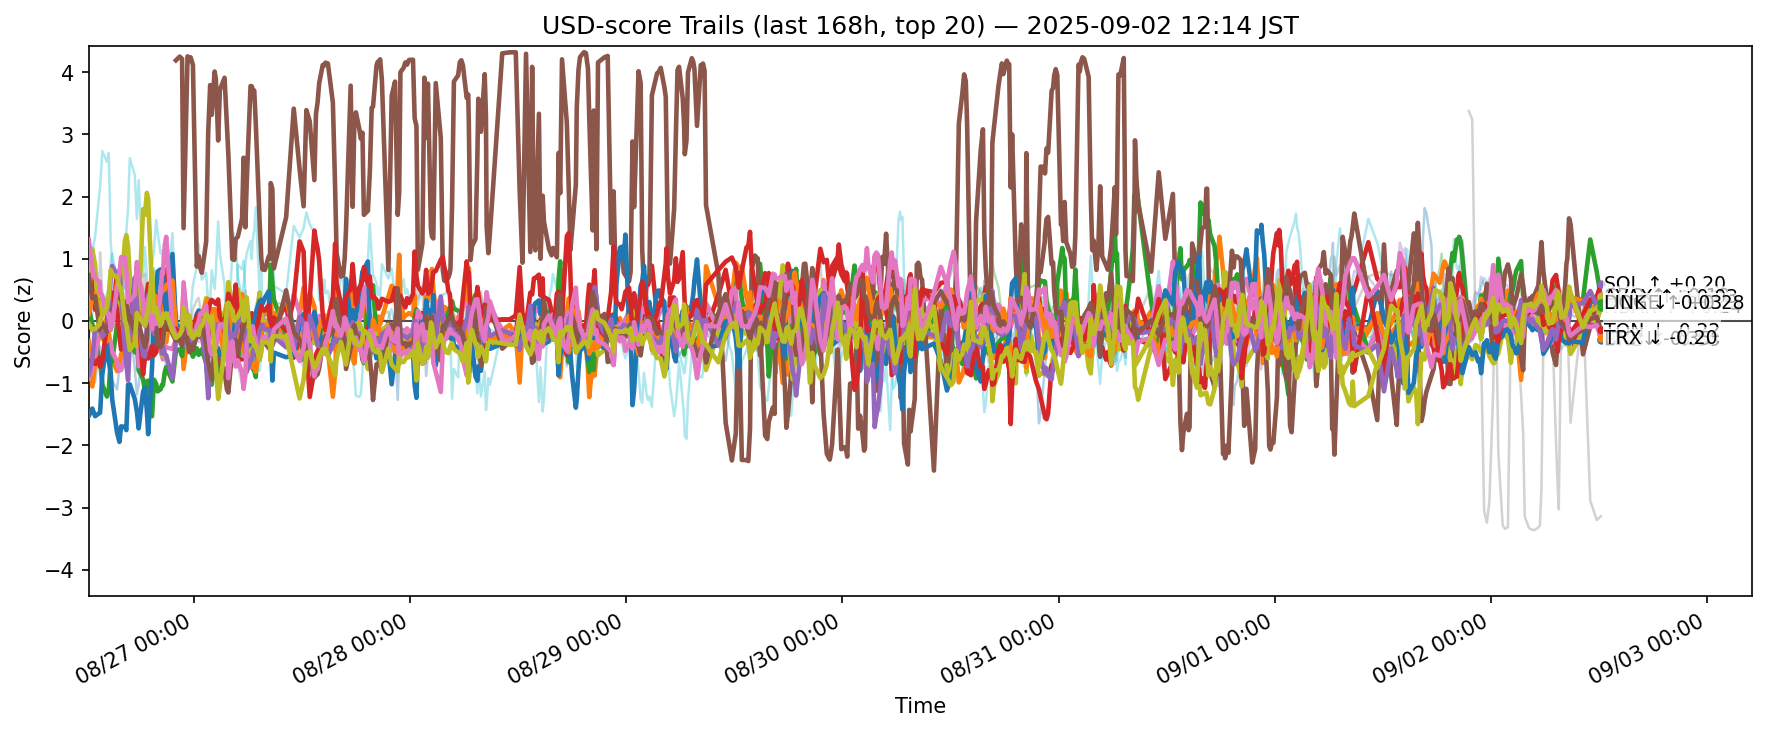 USD-score Trails (last 168h, top 20) — 2025-09-02 12:14 JST
Score (z)
4
3
2
1
0
−1
−2
−3
−4
SOL ↑ +0.20
LINK ↓ -0.0328
TRX ↓ -0.20
08/27 00:00
08/28 00:00
08/29 00:00
08/30 00:00
08/31 00:00
09/01 00:00
09/02 00:00
09/03 00:00
Time